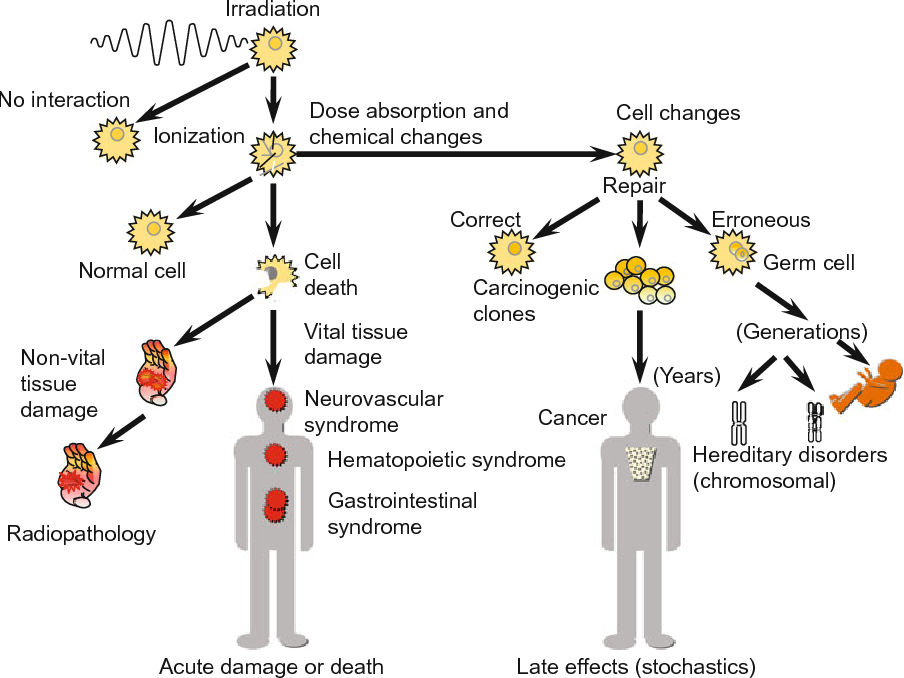 Irradiation
No interaction
Ionization
Dose absorption and
chemical changes
Cell changes
Repair
Correct
Erroneous
Normal cell
Cell
death
Carcinogenic
clones
Germ cell
Non-vital
tissue
damage
Vital tissue
damage
(Generations)
(Years)
Neurovascular
syndrome
Cancer
Hematopoietic syndrome
Hereditary disorders
(chromosomal)
Gastrointestinal
syndrome
Radiopathology
Acute damage or death
Late effects (stochastics)